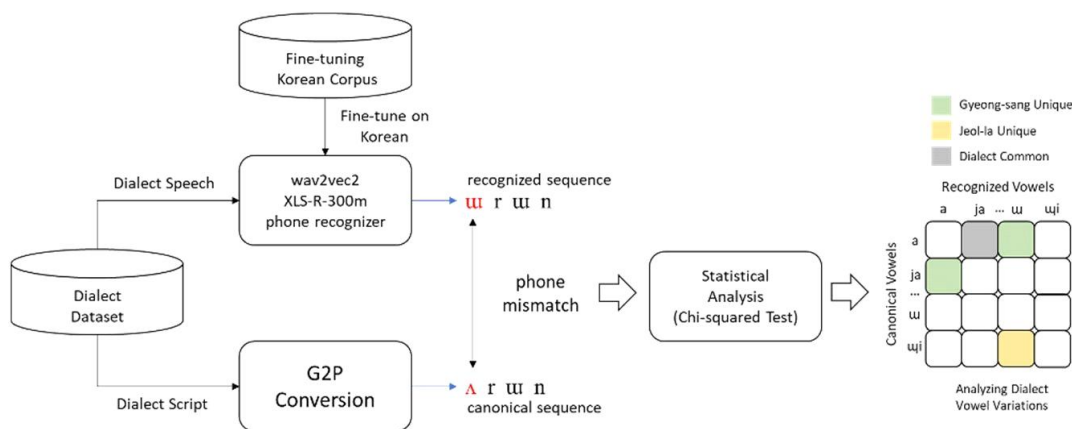 Fine-tuning
Korean Corpus
Fine-tune on
Korean
Dialect Speech
wav2vec2
XLS-R-300m
phone recognizer
recognized sequence
ɯ r ɯ n
Dialect
Dataset
phone
mismatch
Statistical
Analysis
(Chi-squared Test)
Dialect Script
G2P
Conversion
ʌ r ɯ n
canonical sequence
Gyeong-sang Unique
Jeol-la Unique
Dialect Common
Recognized Vowels
a ja ... ɯ ɰi
Canonical Vowels
a
ja
...
ɯ
ɰi
Analyzing Dialect
Vowel Variations